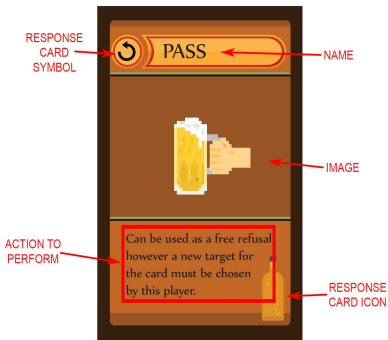 RESPONSE
CARD
SYMBOL
PASS
NAME
IMAGE
ACTION TO
PERFORM
Can be used as a free refusal
however a new target for
the card must be chosen
by this player.
RESPONSE
CARD ICON